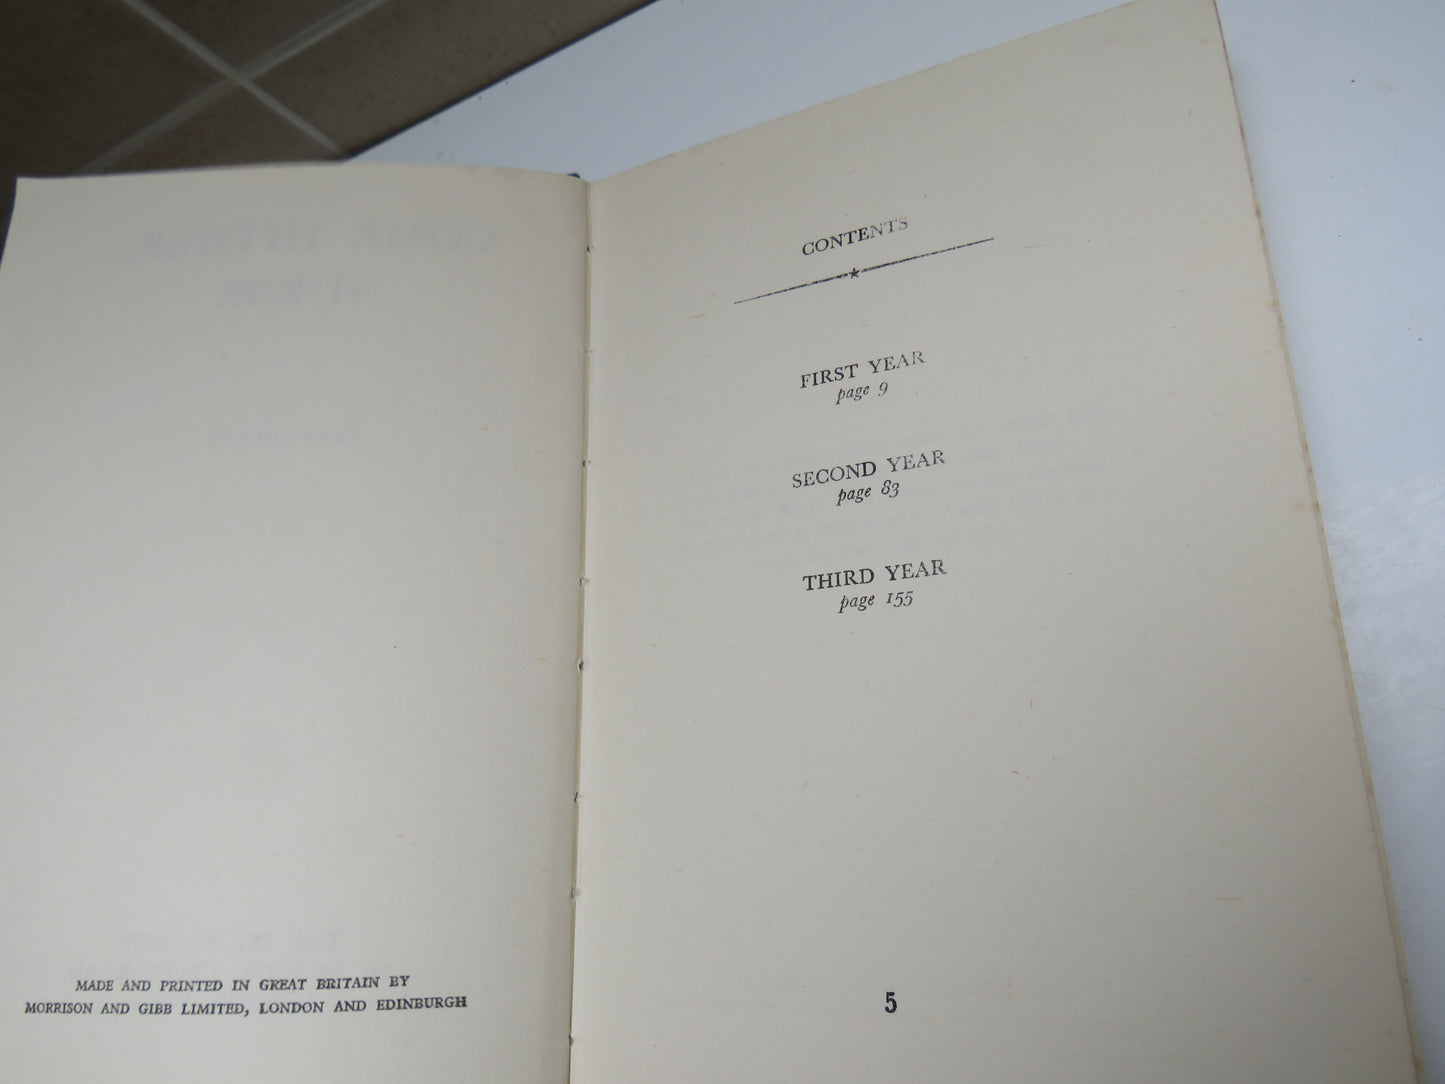 MADE AND PRINTED IN GREAT BRITAIN BY
MORRISON AND GIBB LIMITED, LONDON AND EDINBURGH
CONTENTS
FIRST YEAR
page 9
SECOND YEAR
page 83
THIRD YEAR
page 155
5